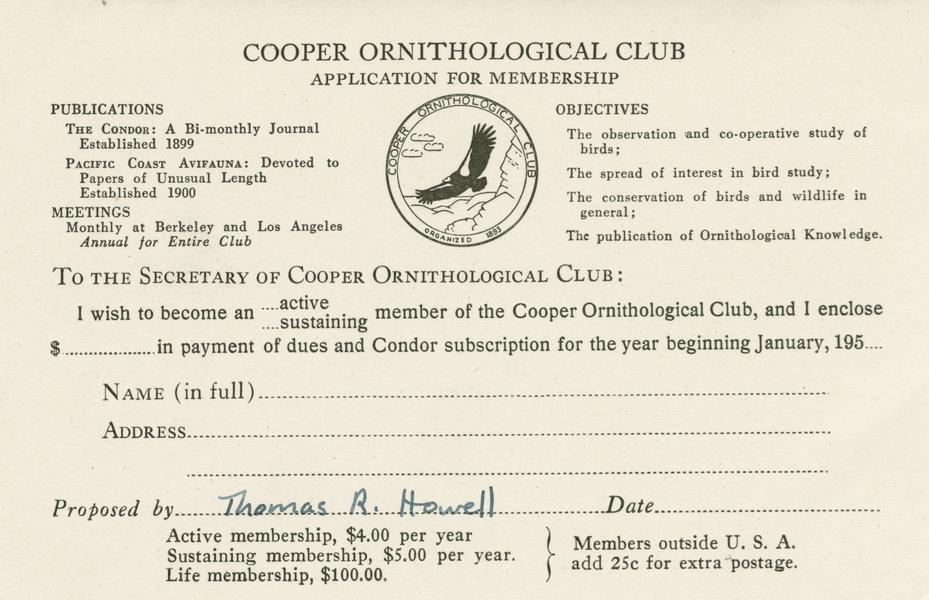 COOPER ORNITHOLOGICAL CLUB
APPLICATION FOR MEMBERSHIP
PUBLICATIONS
THE CONDOR: A Bi-monthly Journal
Established 1899
PACIFIC COAST AVIFAUNA: Devoted to
Papers of Unusual Length
Established 1900
MEETINGS
Monthly at Berkeley and Los Angeles
Annual for Entire Club
COOPER ORNITHOLOGICAL CLUB
ORGANIZED 1893
OBJECTIVES
The observation and co-operative study of
birds;
The spread of interest in bird study;
The conservation of birds and wildlife in
general;
The publication of Ornithological Knowledge.
TO THE SECRETARY OF COOPER ORNITHOLOGICAL CLUB:
I wish to become an ....active
....sustaining member of the Cooper Ornithological Club, and I enclose
$................in payment of dues and Condor subscription for the year beginning January, 195....
NAME (in full)
ADDRESS
Proposed by Thomas R. Howell Date
Active membership, $4.00 per year
Sustaining membership, $5.00 per year.
Life membership, $100.00.
} Members outside U. S. A.
add 25c for extra postage.